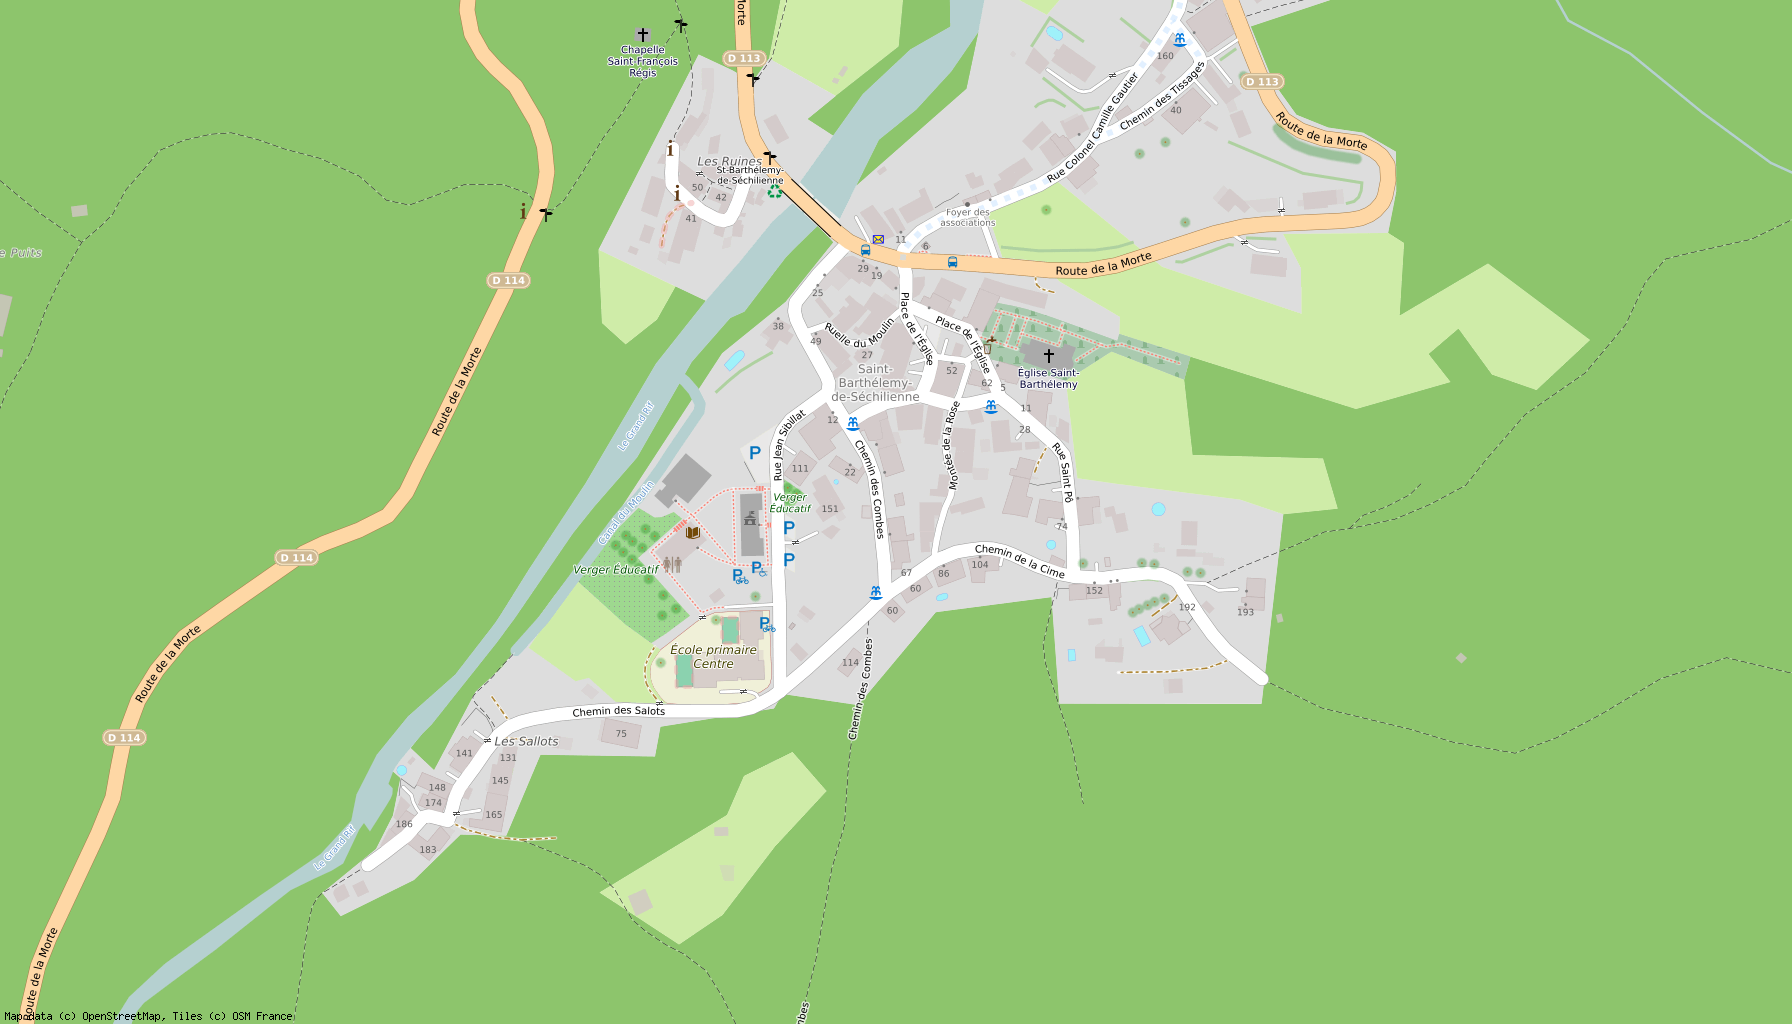 Morte
Chapelle
Saint-François
Régis
D 113
160
D 113
Chemin des Tissages
40
Rue Colonel Camille Gautier
Route de la Morte
Les Ruines
St-Barthélemy-
de-Séchilienne
50
42
41
Foyer des
associations
11
6
e Puits
29
19
Route de la Morte
D 114
25
Place de l'Église
Place de l'Église
38
Ruelle du Moulin
49
27
Saint-
Barthélemy-
de-Séchilienne
52
62
5
Église Saint-
Barthélemy
Route de la Morte
Le Grand Rif
12
11
28
Rue Jean Sibillat
Chemin des Combes
Montée de la Rose
Rue Saint Pô
P
111
22
Verger
Éducatif
151
Canal du Moulin
P
74
P
D 114
Verger Éducatif
P
P
Chemin de la Cime
67
86
104
60
60
152
192
193
P
École primaire
Centre
114
Route de la Morte
Chemin des Combes
Chemin des Salots
75
D 114
Les Sallots
141
131
145
148
174
165
186
183
Le Grand Rif
Route de la Morte
mbes
Map data (c) OpenStreetMap, Tiles (c) OSM France